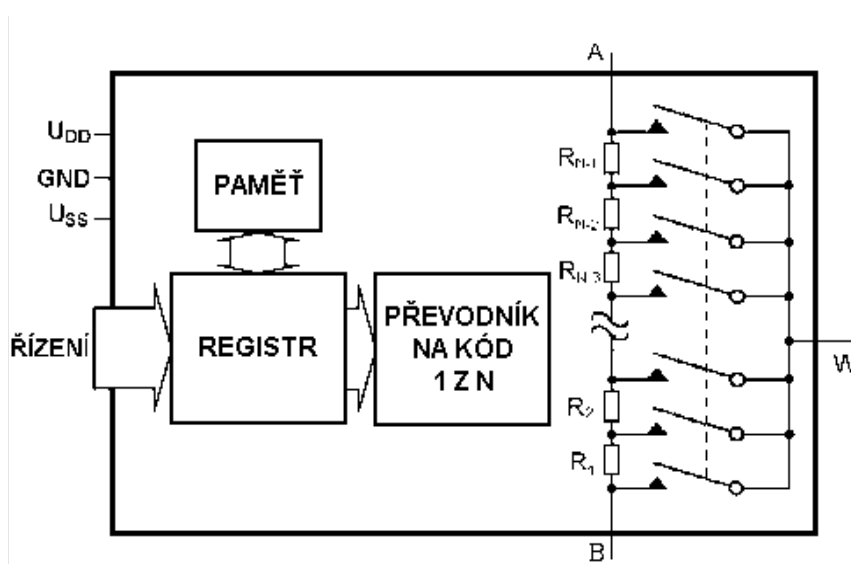 A
U_DD
GND
U_SS
PAMĚŤ
R_N-1
R_N-2
R_N-3
ŘÍZENÍ
REGISTR
PŘEVODNÍK
NA KÓD
1 Z N
W
R_2
R_1
B